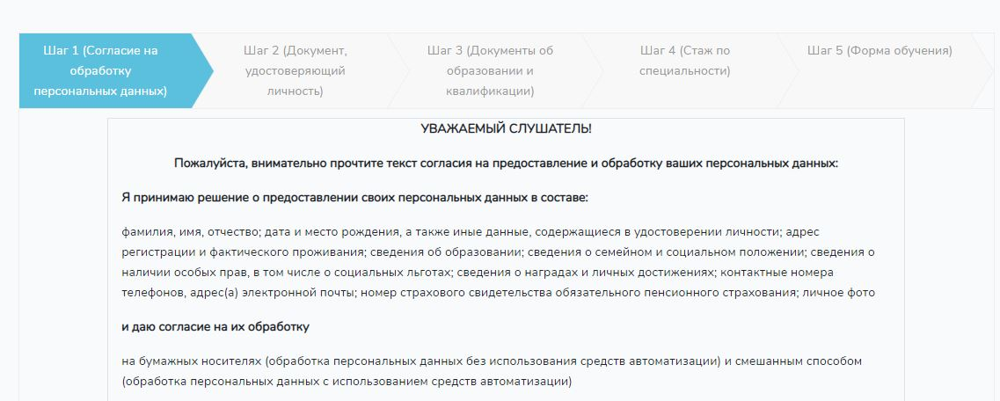 Шаг 1 (Согласие на
обработку
персональных данных)
Шаг 2 (Документ,
удостоверяющий
личность)
Шаг 3 (Документы об
образовании и
квалификации)
Шаг 4 (Стаж по
специальности)
Шаг 5 (Форма обучения)
УВАЖАЕМЫЙ СЛУШАТЕЛЬ!
Пожалуйста, внимательно прочтите текст согласия на предоставление и обработку ваших персональных данных:
Я принимаю решение о предоставлении своих персональных данных в составе:
фамилия, имя, отчество; дата и место рождения, а также иные данные, содержащиеся в удостоверении личности; адрес
регистрации и фактического проживания; сведения об образовании; сведения о семейном и социальном положении; сведения о
наличии особых прав, в том числе о социальных льготах; сведения о наградах и личных достижениях; контактные номера
телефонов, адрес(а) электронной почты; номер страхового свидетельства обязательного пенсионного страхования; личное фото
и даю согласие на их обработку
на бумажных носителях (обработка персональных данных без использования средств автоматизации) и смешанным способом
(обработка персональных данных с использованием средств автоматизации)